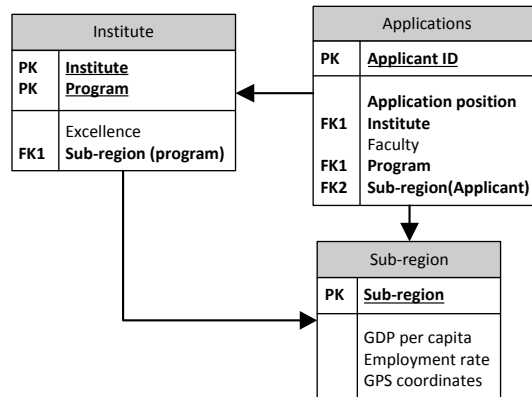 Institute
PK Institute
PK Program
Excellence
FK1 Sub-region (program)
Applications
PK Applicant ID
Application position
FK1 Institute
Faculty
FK1 Program
FK2 Sub-region(Applicant)
Sub-region
PK Sub-region
GDP per capita
Employment rate
GPS coordinates